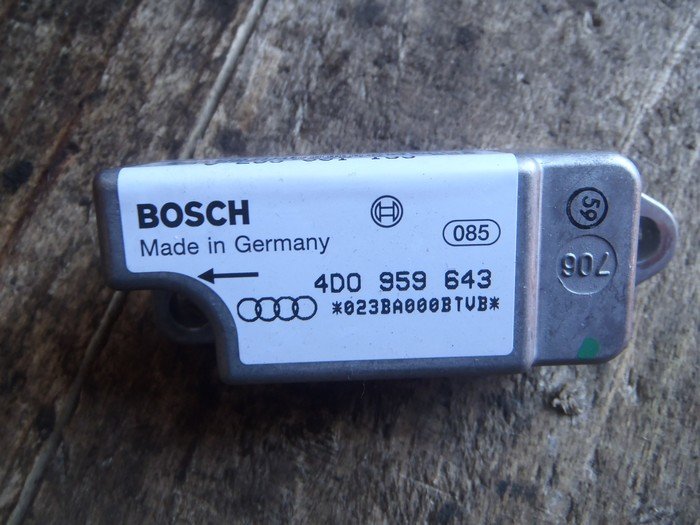 BOSCH
Made in Germany
085
4D0 959 643
*023BA000BTVB*
59
706